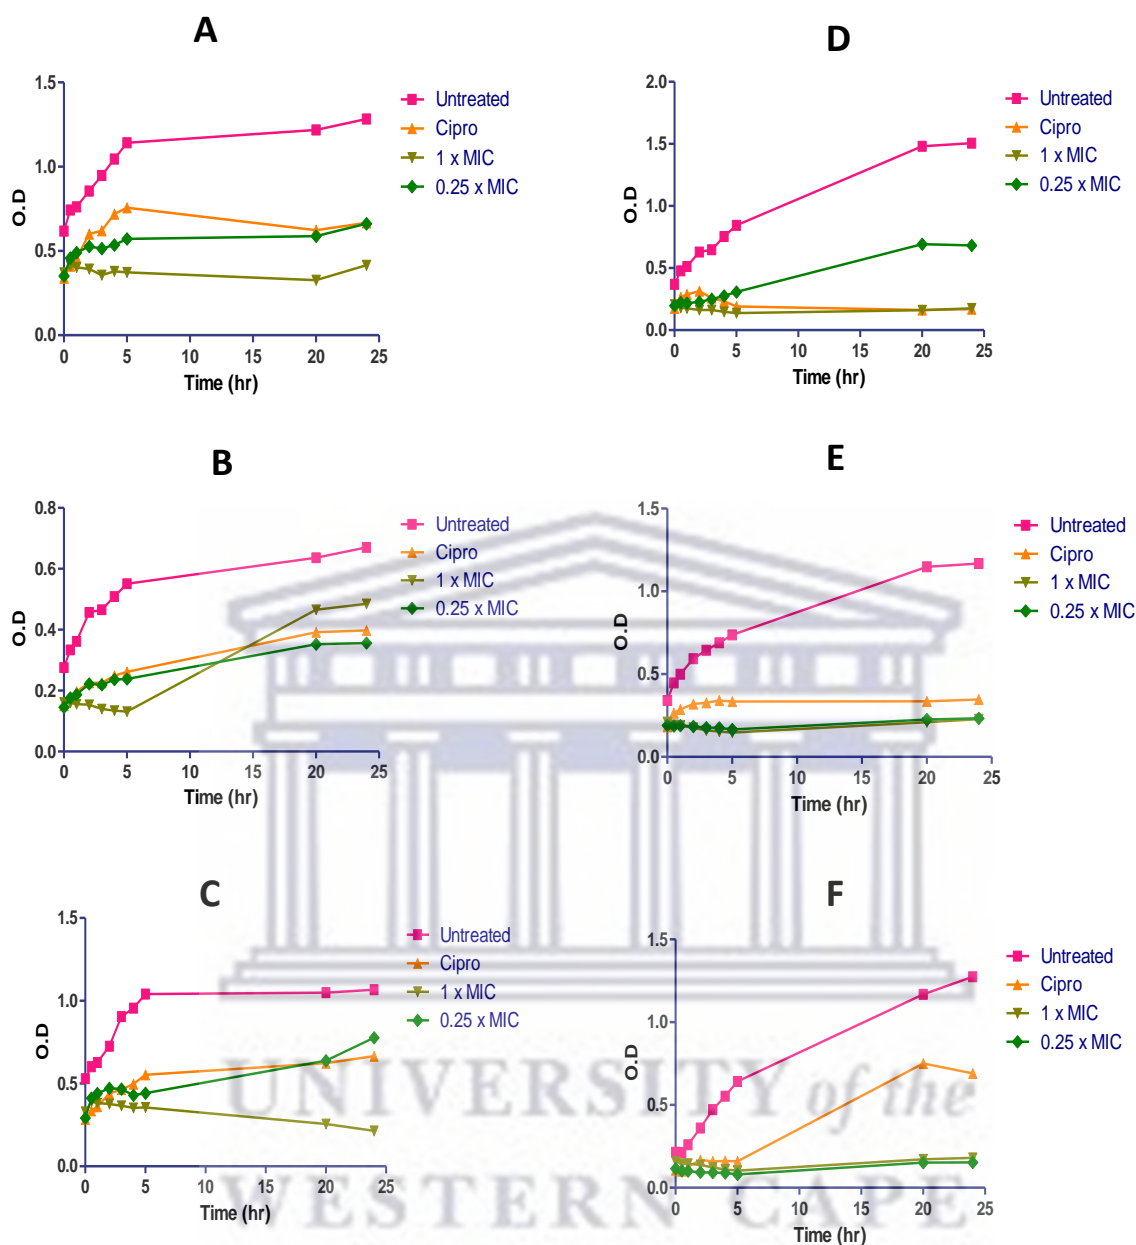 A
1.5
1.0
0.5
0.0
O.D
0 5 10 15 20 25
Time (hr)
Untreated
Cipro
1 x MIC
0.25 x MIC
D
2.0
1.5
1.0
0.5
0.0
O.D
0 5 10 15 20 25
Time (hr)
Untreated
Cipro
1 x MIC
0.25 x MIC
B
0.8
0.6
0.4
0.2
0.0
O.D
0 5 10 15 20 25
Time (hr)
Untreated
Cipro
1 x MIC
0.25 x MIC
E
1.5
1.0
0.5
0.0
O.D
0 5 10 15 20 25
Time (hr)
Untreated
Cipro
1 x MIC
0.25 x MIC
C
1.5
1.0
0.5
0.0
O.D
0 5 10 15 20 25
Time (hr)
Untreated
Cipro
1 x MIC
0.25 x MIC
F
1.5
1.0
0.5
0.0
O.D
0 5 10 15 20 25
Time (hr)
Untreated
Cipro
1 x MIC
0.25 x MIC
UNIVERSITY of the
WESTERN CAPE